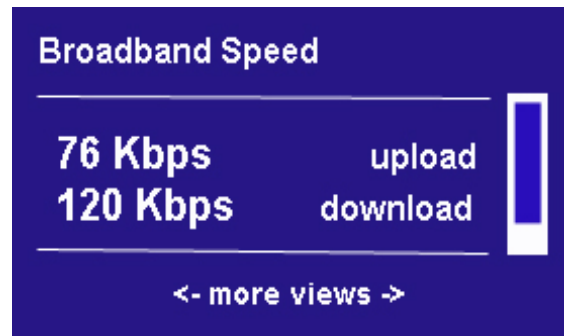 Broadband Speed
76 Kbps upload
120 Kbps download
<- more views ->